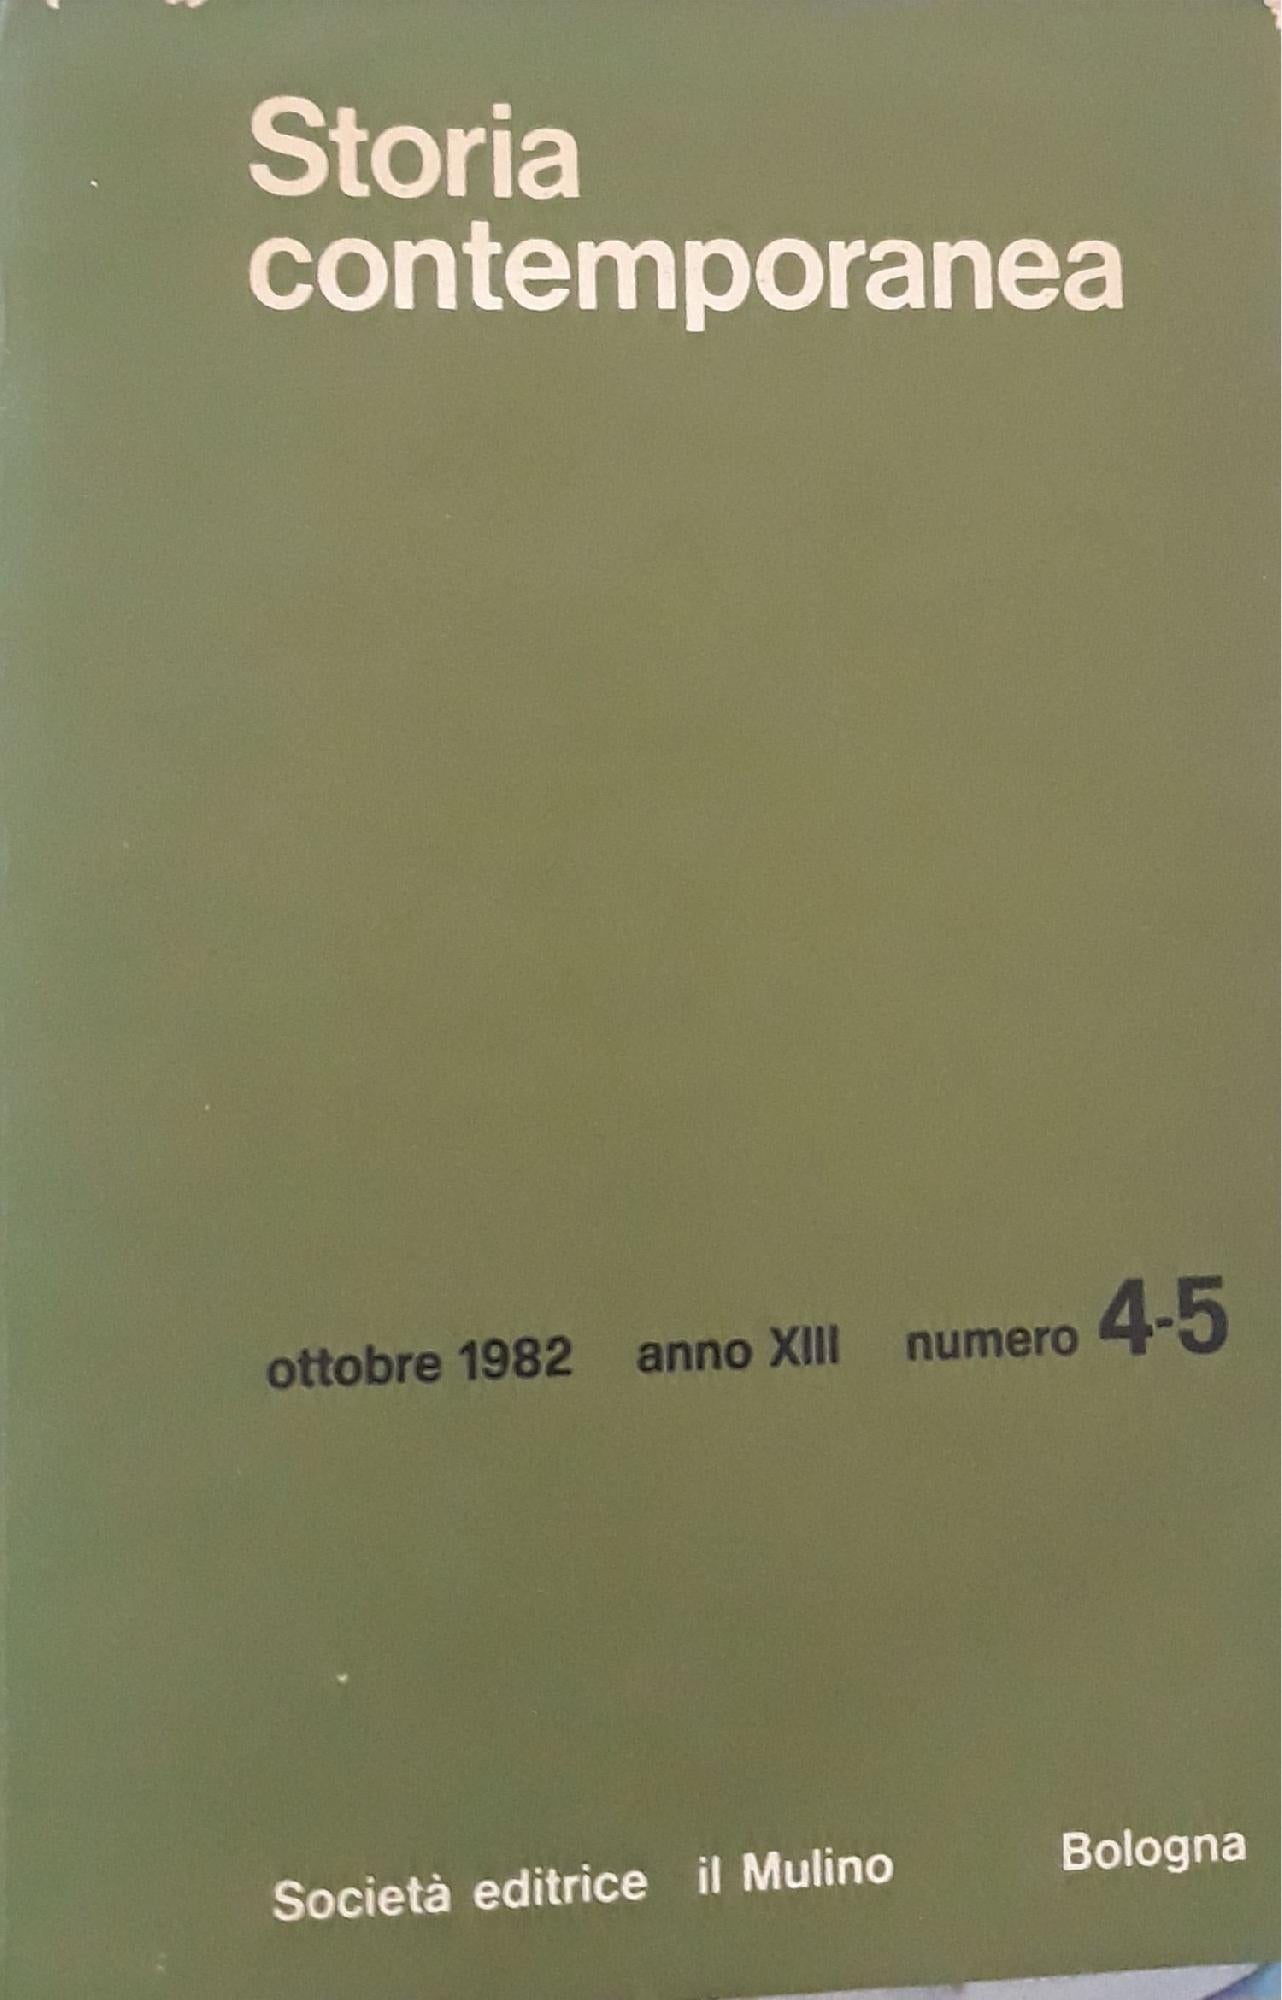 Storia
contemporanea
ottobre 1982 anno XIII numero 4-5
Società editrice il Mulino Bologna